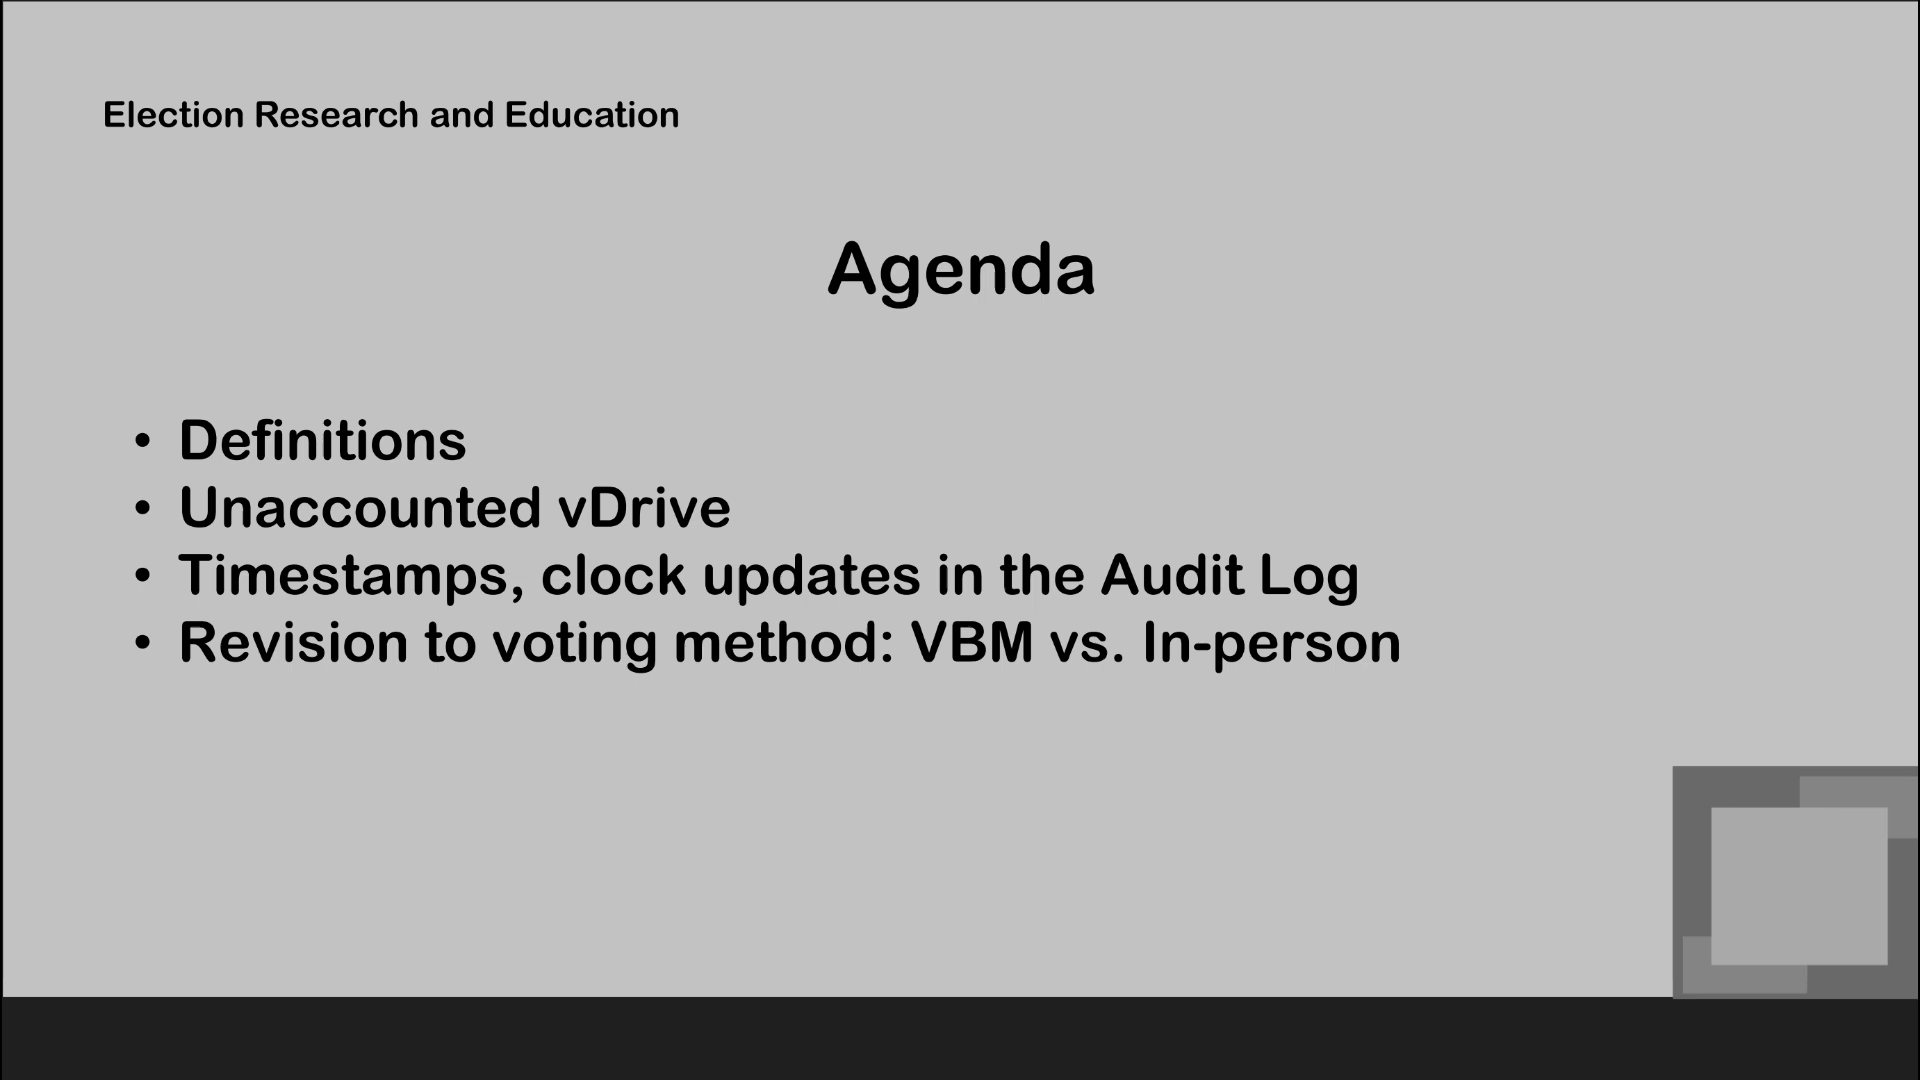 Election Research and Education
Agenda
• Definitions
• Unaccounted vDrive
• Timestamps, clock updates in the Audit Log
• Revision to voting method: VBM vs. In-person